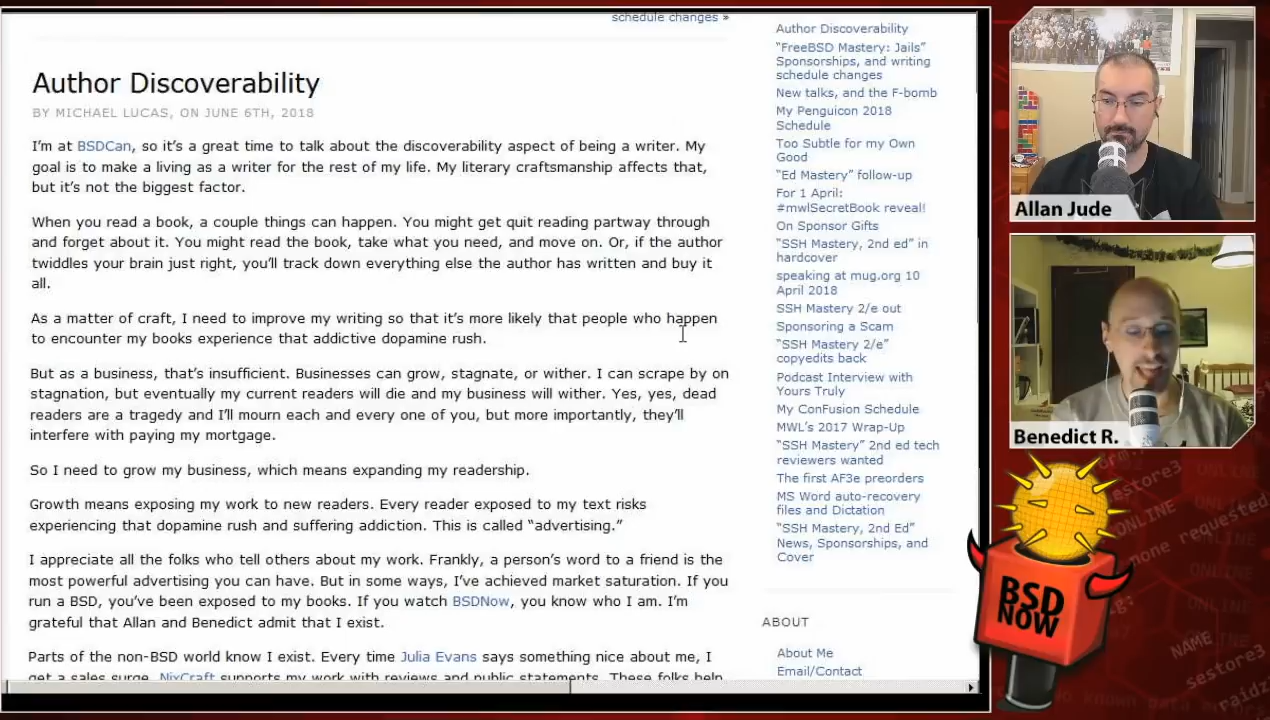 schedule changes »
Author Discoverability
BY MICHAEL LUCAS, ON JUNE 6TH, 2018
I'm at BSDCan, so it's a great time to talk about the discoverability aspect of being a writer. My
goal is to make a living as a writer for the rest of my life. My literary craftsmanship affects that,
but it's not the biggest factor.
When you read a book, a couple things can happen. You might get quit reading partway through
and forget about it. You might read the book, take what you need, and move on. Or, if the author
twiddles your brain just right, you'll track down everything else the author has written and buy it
all.
As a matter of craft, I need to improve my writing so that it's more likely that people who happen
to encounter my books experience that addictive dopamine rush.
But as a business, that's insufficient. Businesses can grow, stagnate, or wither. I can scrape by on
stagnation, but eventually my current readers will die and my business will wither. Yes, yes, dead
readers are a tragedy and I'll mourn each and every one of you, but more importantly, they'll
interfere with paying my mortgage.
So I need to grow my business, which means expanding my readership.
Growth means exposing my work to new readers. Every reader exposed to my text risks
experiencing that dopamine rush and suffering addiction. This is called "advertising."
I appreciate all the folks who tell others about my work. Frankly, a person's word to a friend is the
most powerful advertising you can have. But in some ways, I've achieved market saturation. If you
run a BSD, you've been exposed to my books. If you watch BSDNow, you know who I am. I'm
grateful that Allan and Benedict admit that I exist.
Parts of the non-BSD world know I exist. Every time Julia Evans says something nice about me, I
get a sales surge. NixCraft supports my work with reviews and public statements. These folks help
Author Discoverability
"FreeBSD Mastery: Jails"
Sponsorships, and writing
schedule changes
New talks, and the F-bomb
My Penguicon 2018
Schedule
Too Subtle for my Own
Good
"Ed Mastery" follow-up
For 1 April:
#mwlSecretBook reveal!
On Sponsor Gifts
"SSH Mastery, 2nd ed" in
hardcover
speaking at mug.org 10
April 2018
SSH Mastery 2/e out
Sponsoring a Scam
"SSH Mastery 2/e"
copyedits back
Podcast Interview with
Yours Truly
My ConFusion Schedule
MWL's 2017 Wrap-Up
"SSH Mastery" 2nd ed tech
reviewers wanted
The first AF3e preorders
MS Word auto-recovery
files and Dictation
"SSH Mastery, 2nd Ed"
News, Sponsorships, and
Cover
ABOUT
About Me
Email/Contact
Allan Jude
Benedict R.
BSD
NOW